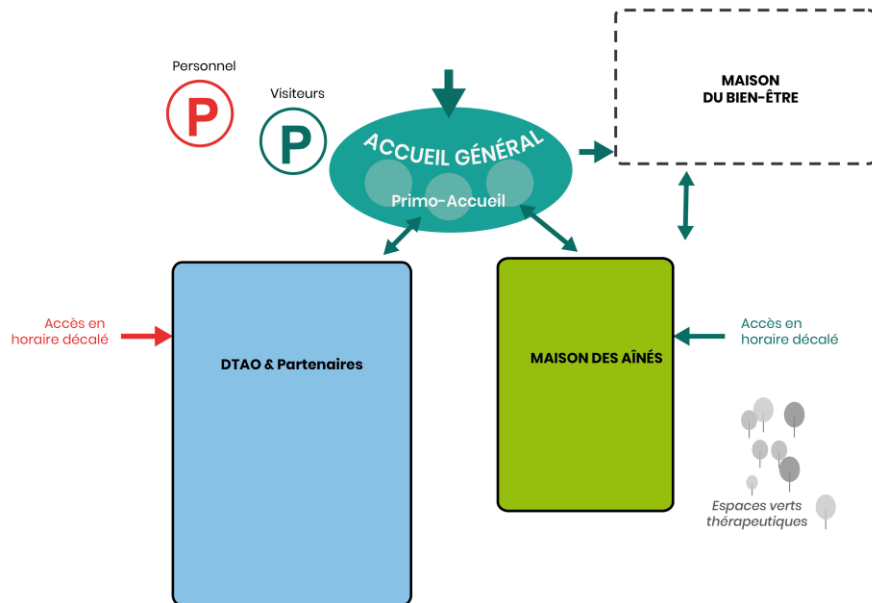 Personnel
P
Visiteurs
P
ACCUEIL GÉNÉRAL
Primo-Accueil
MAISON
DU BIEN-ÊTRE
Accès en
horaire décalé
DTAO & Partenaires
MAISON DES AÎNÉS
Accès en
horaire décalé
Espaces verts
thérapeutiques